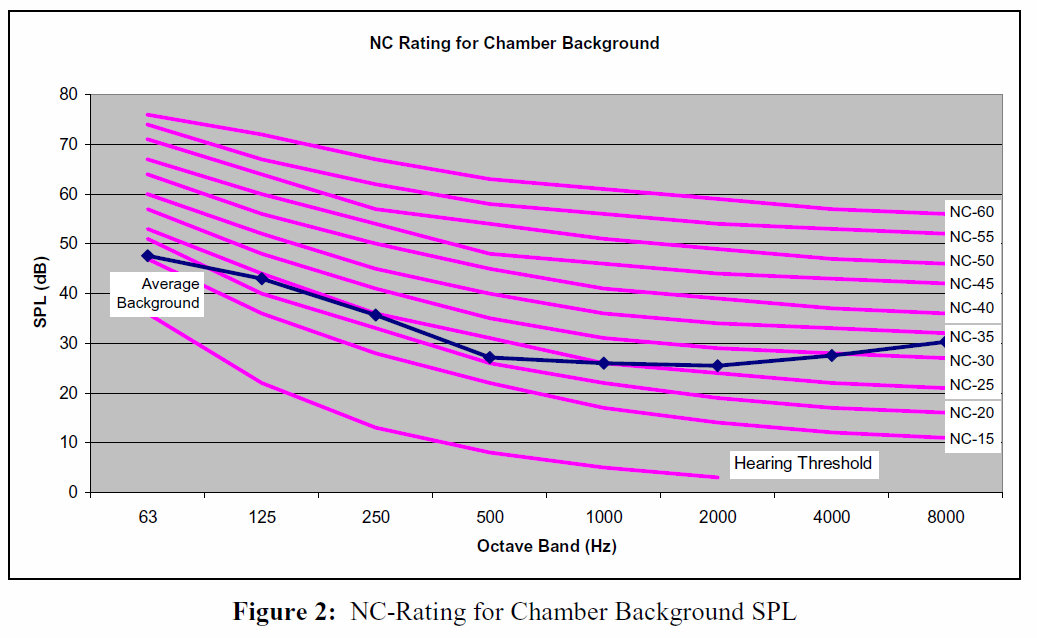 NC Rating for Chamber Background
80
70
60
50
40
30
20
10
0
SPL (dB)
Average
Background
NC-60
NC-55
NC-50
NC-45
NC-40
NC-35
NC-30
NC-25
NC-20
NC-15
Hearing Threshold
63 125 250 500 1000 2000 4000 8000
Octave Band (Hz)
Figure 2: NC-Rating for Chamber Background SPL